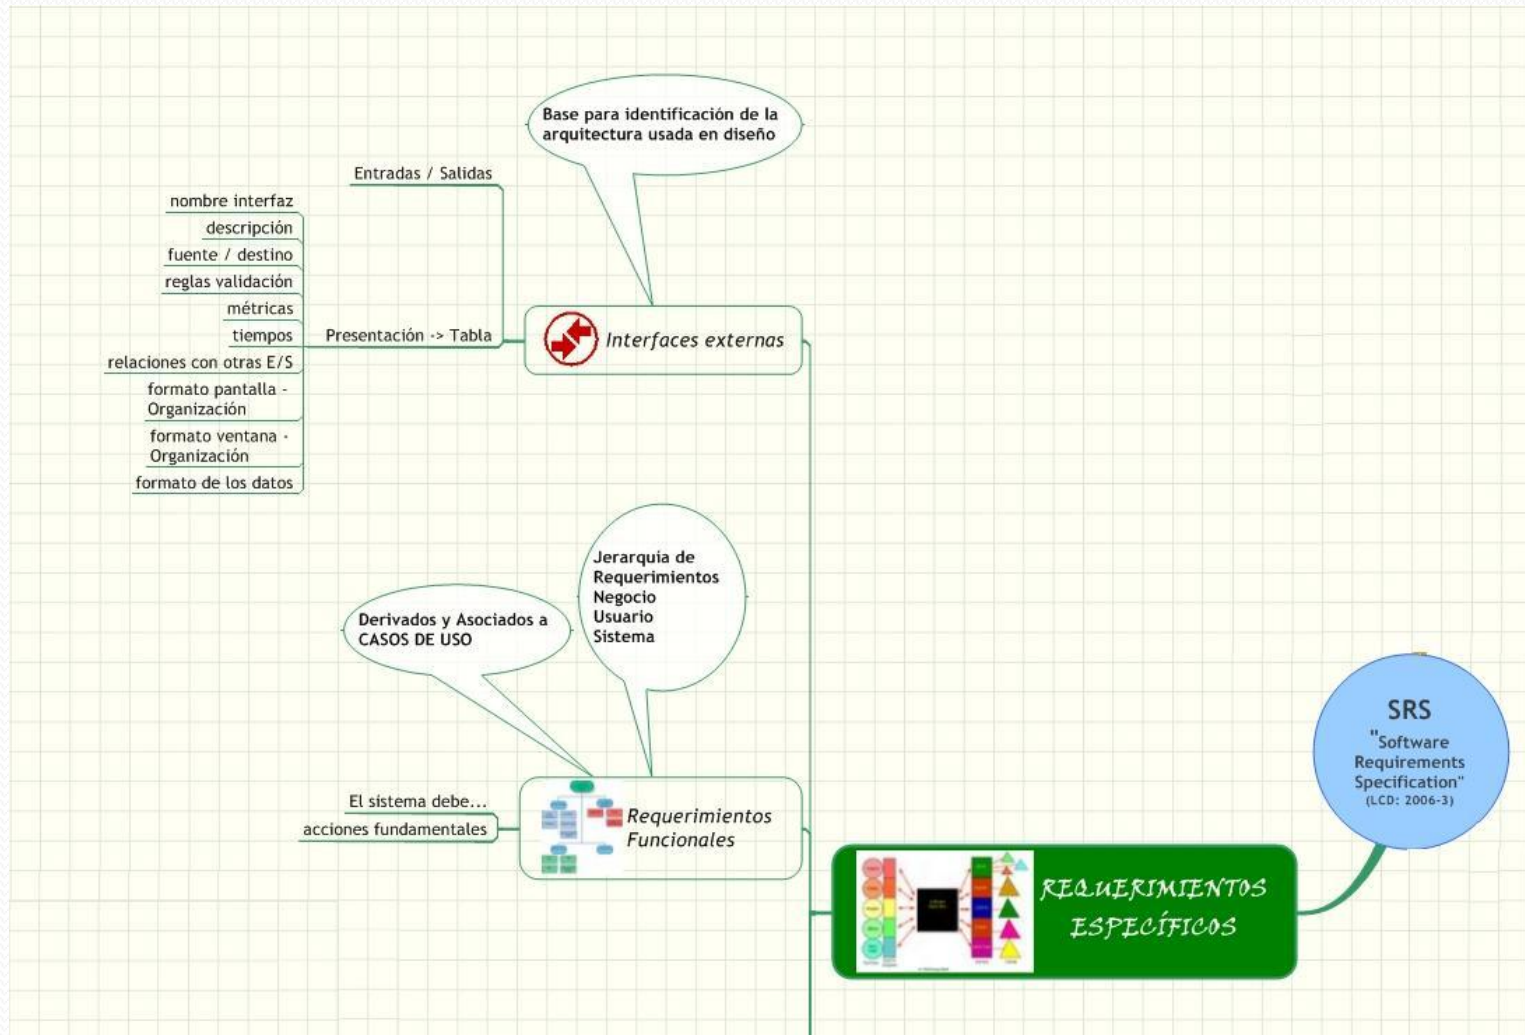 Base para identificación de la
arquitectura usada en diseño
Entradas / Salidas
nombre interfaz
descripción
fuente / destino
reglas validación
métricas
tiempos
Presentación -> Tabla
relaciones con otras E/S
formato pantalla -
Organización
formato ventana -
Organización
formato de los datos
Interfaces externas
Jerarquia de
Requerimientos
Negocio
Usuario
Sistema
Derivados y Asociados a
CASOS DE USO
El sistema debe...
acciones fundamentales
Requerimientos
Funcionales
REQUERIMIENTOS
ESPECÍFICOS
SRS
"Software
Requirements
Specification"
(LCD: 2006-3)